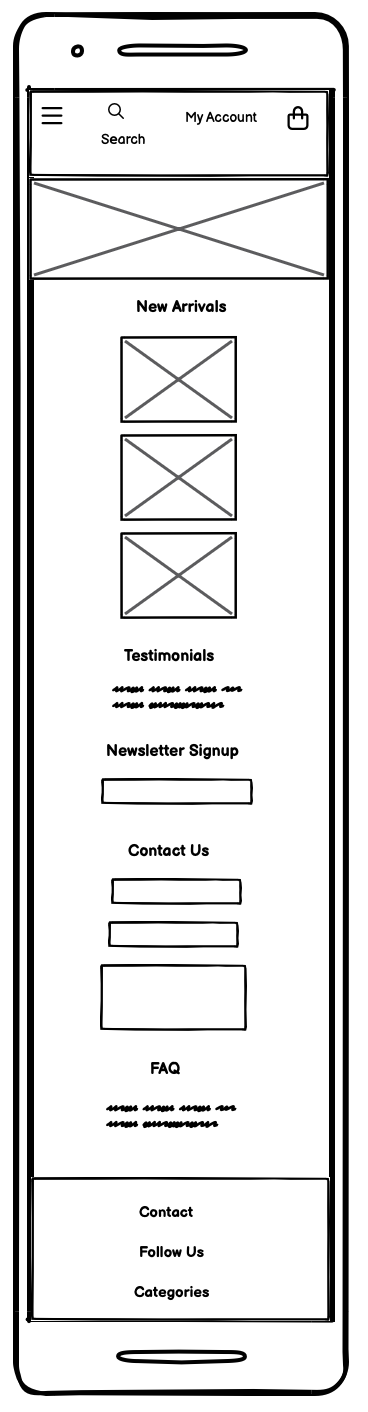 My Account
Search
New Arrivals
Testimonials
Newsletter Signup
Contact Us
FAQ
Contact
Follow Us
Categories